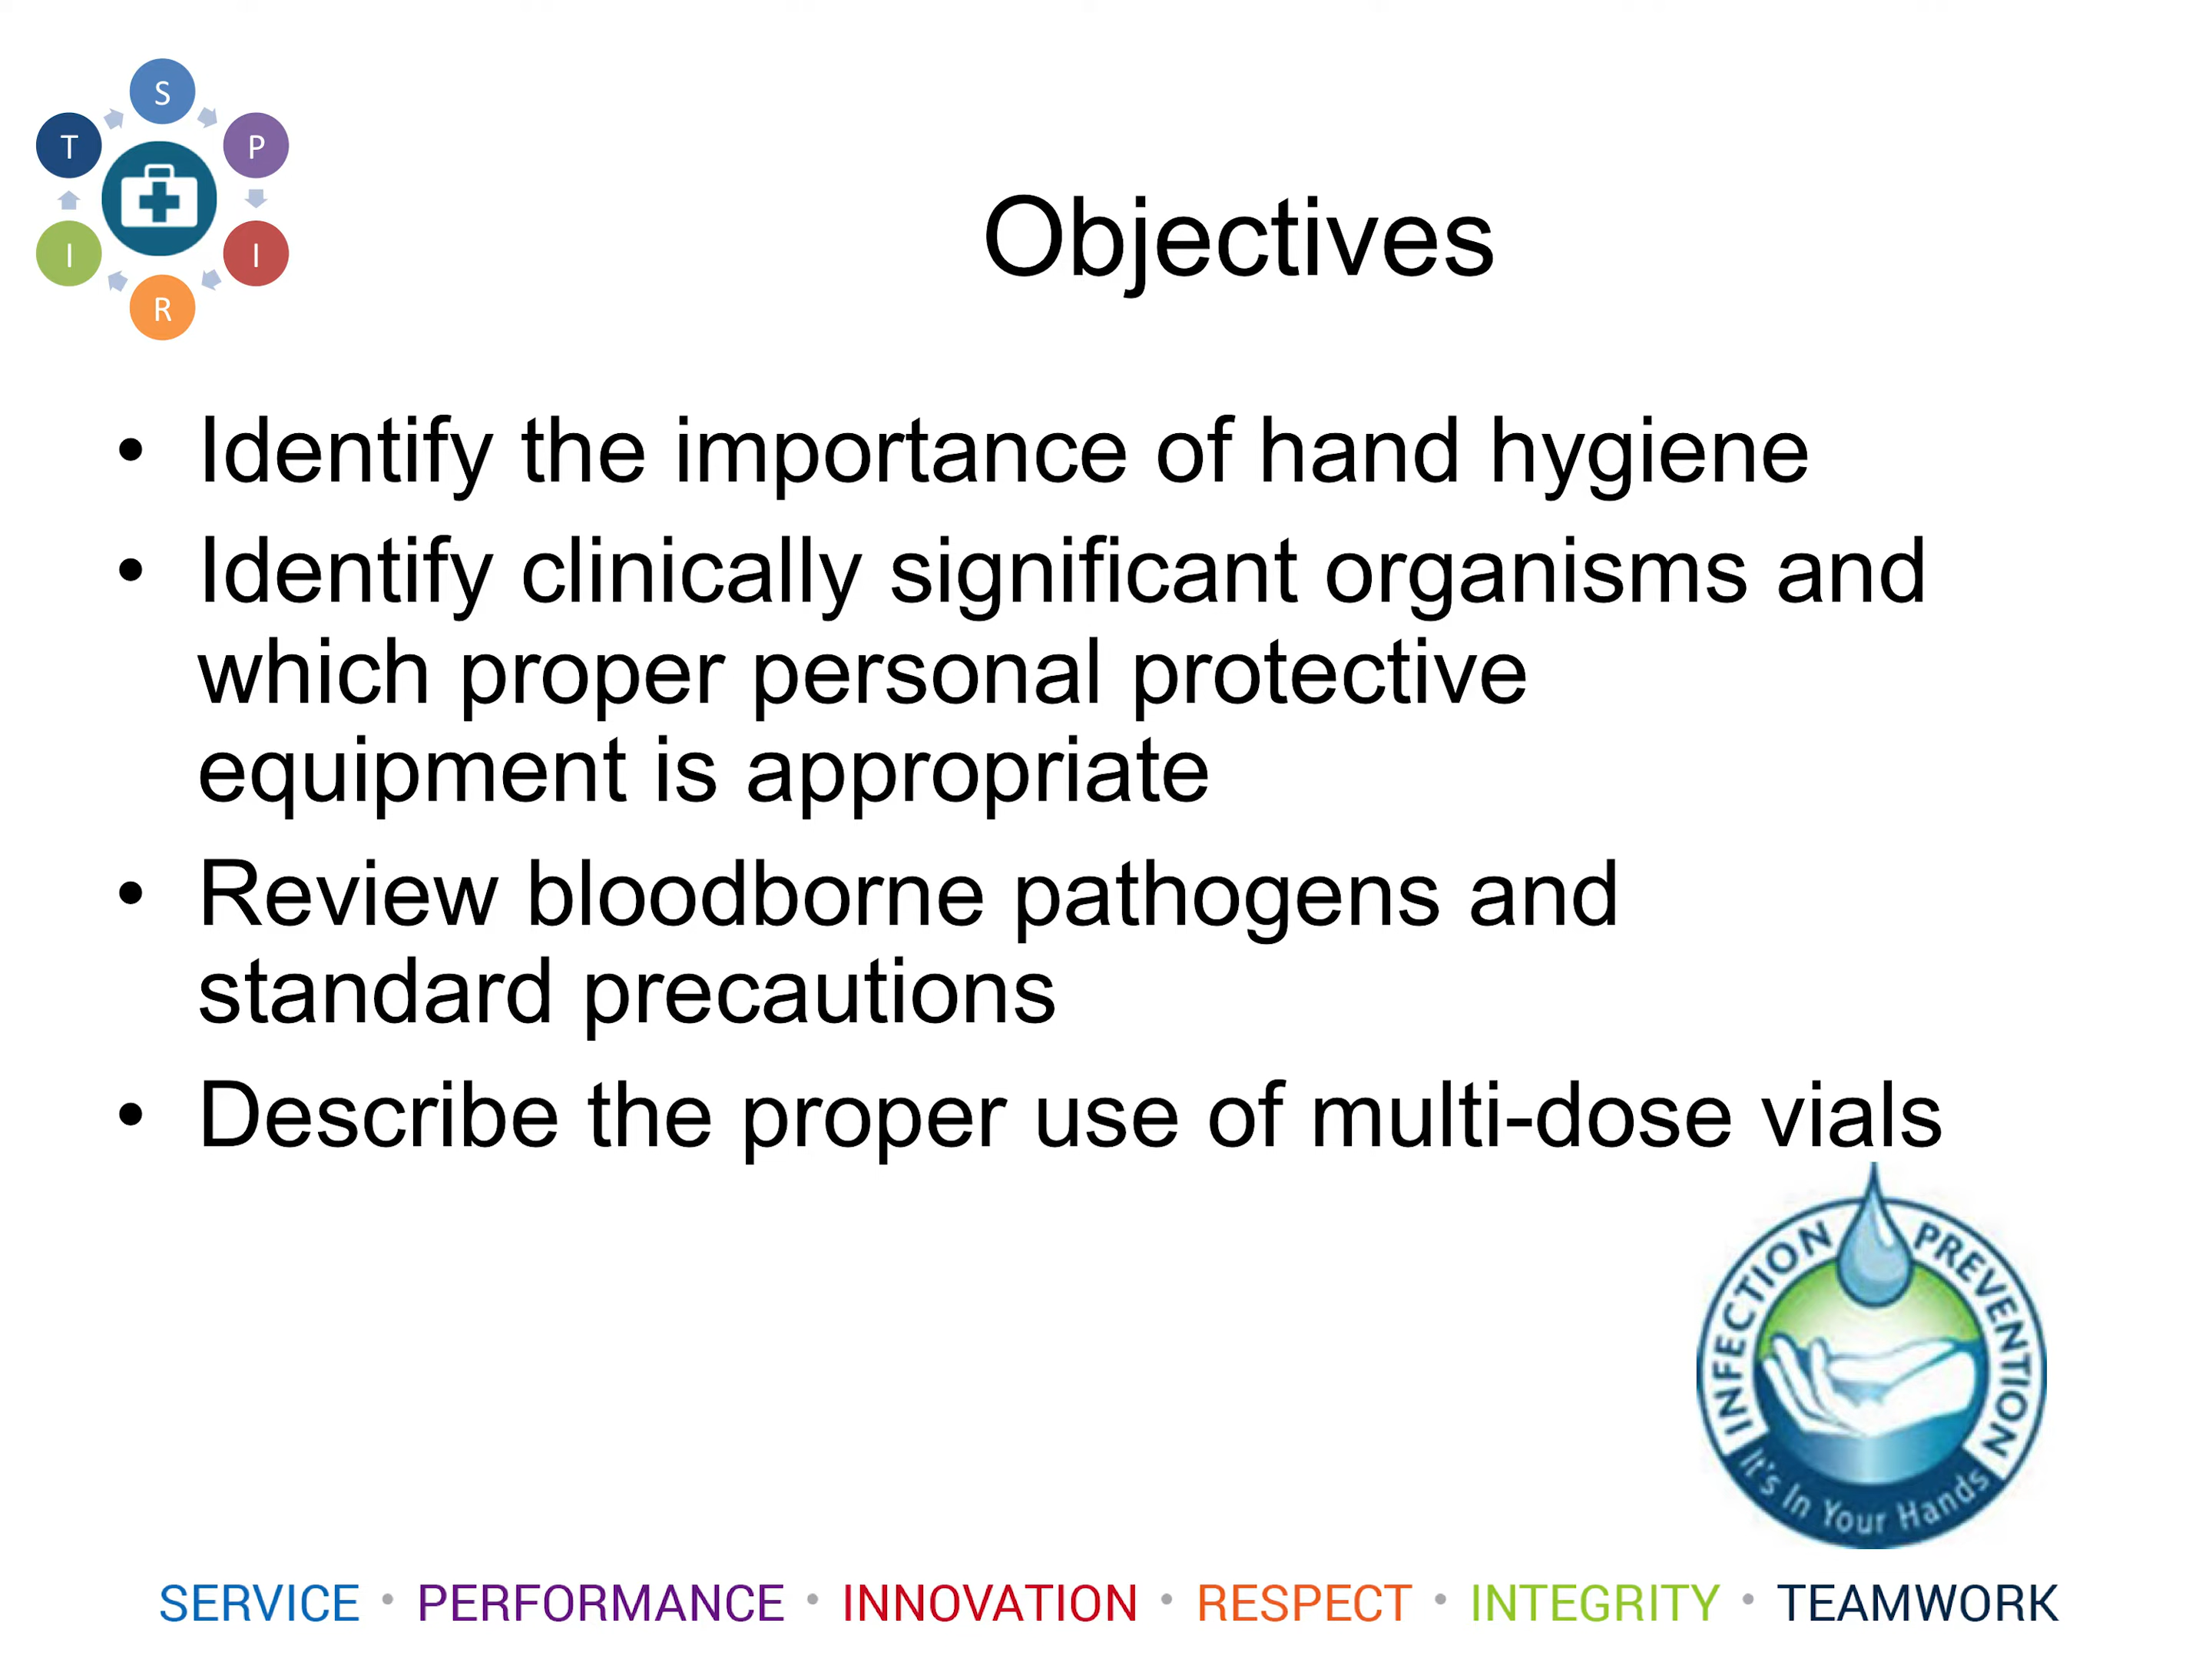 S
P
I
R
I
T
Objectives
• Identify the importance of hand hygiene
• Identify clinically significant organisms and
which proper personal protective
equipment is appropriate
• Review bloodborne pathogens and
standard precautions
• Describe the proper use of multi-dose vials
INFECTION PREVENTION
It's In Your Hands
SERVICE • PERFORMANCE • INNOVATION • RESPECT • INTEGRITY • TEAMWORK